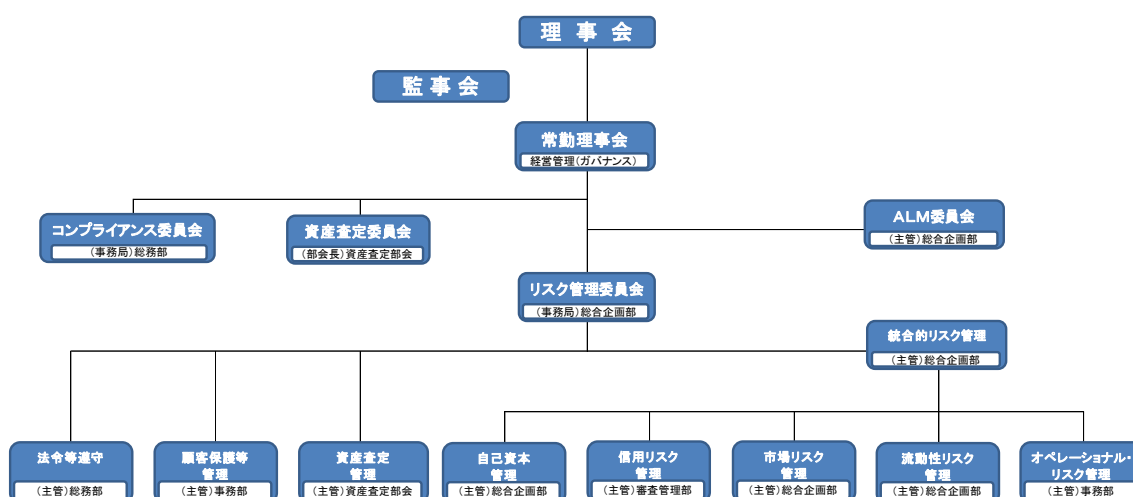 理事会
監事会
常勤理事会
経営管理(ガバナンス)
コンプライアンス委員会
(事務局)総務部
資産査定委員会
(部会長)資産査定部会
ALM委員会
(主管)総合企画部
リスク管理委員会
(事務局)総合企画部
統合的リスク管理
(主管)総合企画部
法令等遵守
(主管)総務部
顧客保護等
管理
(主管)事務部
資産査定
管理
(主管)資産査定部会
自己資本
管理
(主管)総合企画部
信用リスク
管理
(主管)審査管理部
市場リスク
管理
(主管)総合企画部
流動性リスク
管理
(主管)総合企画部
オペレーショナル・
リスク管理
(主管)事務部